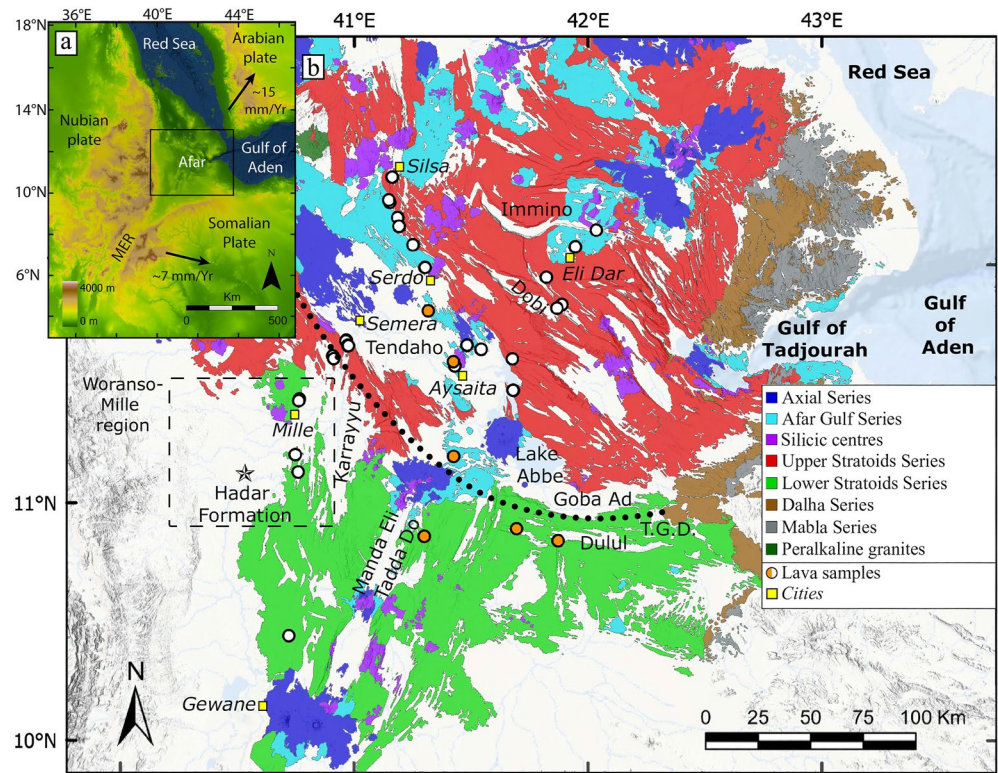 36°E
40°E
44°E
41°E
42°E
43°E
18°N
14°N
10°N
6°N
11°N
10°N
a
Red Sea
Arabian
plate
~15
mm/Yr
Nubian
plate
Afar
Gulf of
Aden
MER
Somalian
Plate
~7 mm/Yr
N
4000 m
0 m
Km
0
500
b
Red Sea
Silsa
Immino
Serdo
Eli Dar
Dobi
Semera
Tendaho
Gulf of
Tadjourah
Gulf
of
Aden
Woranso-
Mille
region
Aysaita
Mille
Karrayyu
Lake
Abbe
Hadar
Formation
Goba Ad
T.G.D.
Manda Eli
Tadda Do
Dulul
Gewane
Axial Series
Afar Gulf Series
Silicic centres
Upper Stratoids Series
Lower Stratoids Series
Dalha Series
Mabla Series
Peralkaline granites
Lava samples
Cities
N
0
25
50
75
100 Km